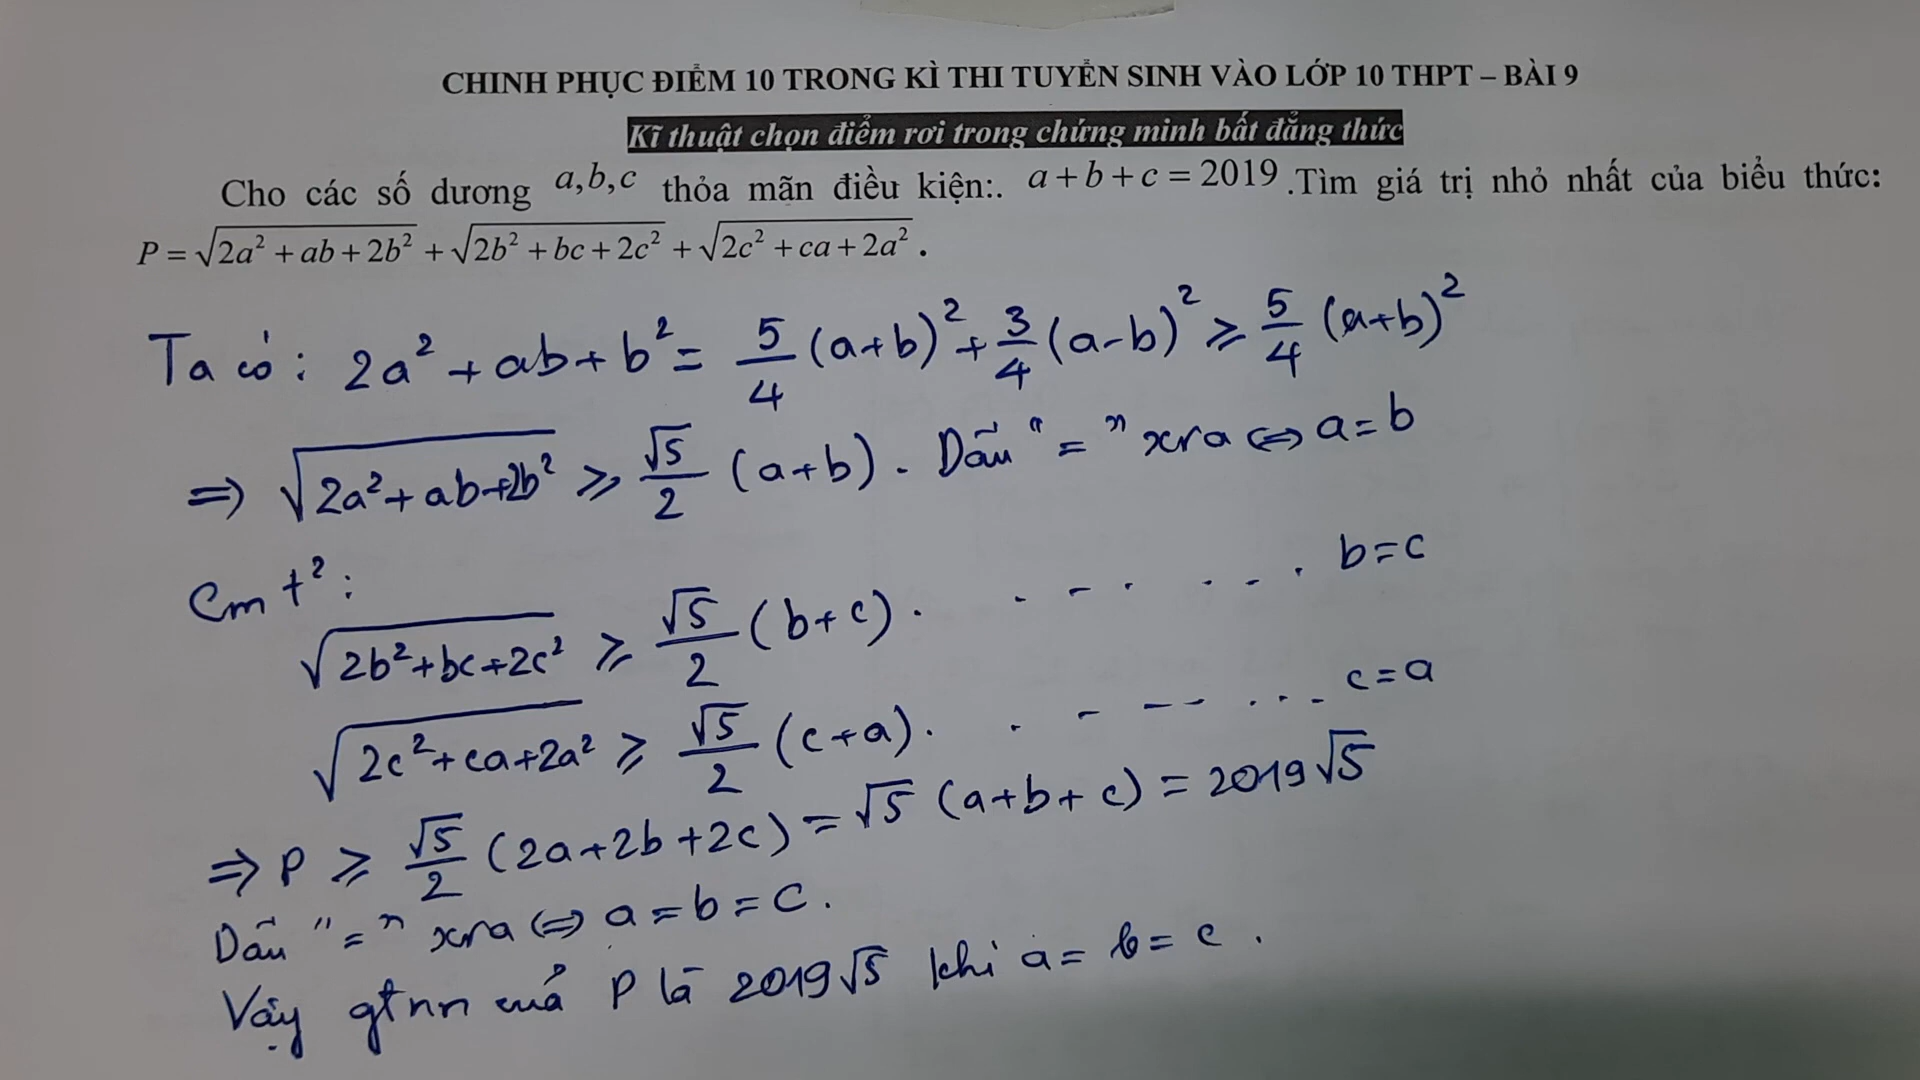 CHINH PHỤC ĐIỂM 10 TRONG KÌ THI TUYỂN SINH VÀO LỚP 10 THPT – BÀI 9
Kĩ thuật chọn điểm rơi trong chứng minh bất đẳng thức
Cho các số dương a,b,c thỏa mãn điều kiện:. a+b+c = 2019 .Tìm giá trị nhỏ nhất của biểu thức:
P = √(2a² + ab + 2b²) + √(2b² + bc + 2c²) + √(2c² + ca + 2a²) .
Ta có : 2a² + ab + b² = 5/4 (a+b)² + 3/4 (a-b)² ≥ 5/4 (a+b)²
⇒ √(2a² + ab + 2b²) ≥ √5/2 (a+b) . Dấu "=" xra ⇔ a=b
Cm t² :
√(2b²+bc+2c²) ≥ √5/2 (b+c) . . - - . . - . . b=c
√(2c²+ca+2a²) ≥ √5/2 (c+a) . . - -- . . . - c=a
⇒ P ≥ √5/2 (2a+2b+2c) = √5 (a+b+c) = 2019√5
Dấu "=" xra ⇔ a=b=c .
Vậy gtnn của P là 2019√5 khi a=b=c .